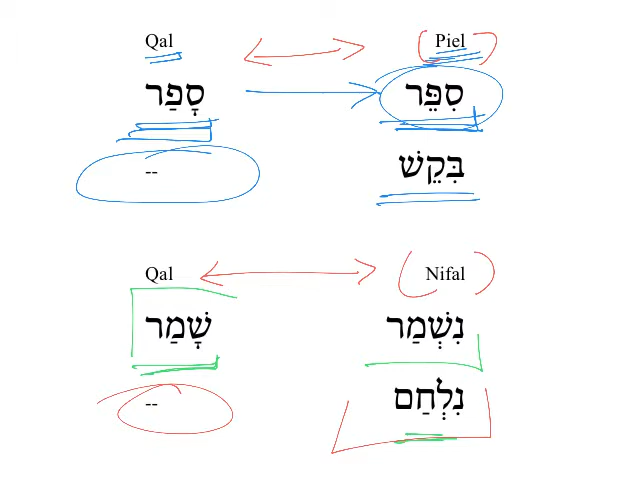 Qal Piel
סָפַר סִפֵּר
-- בִּקֵשׁ
Qal Nifal
שָׁמַר נִשְׁמַר
-- נִלְחַם